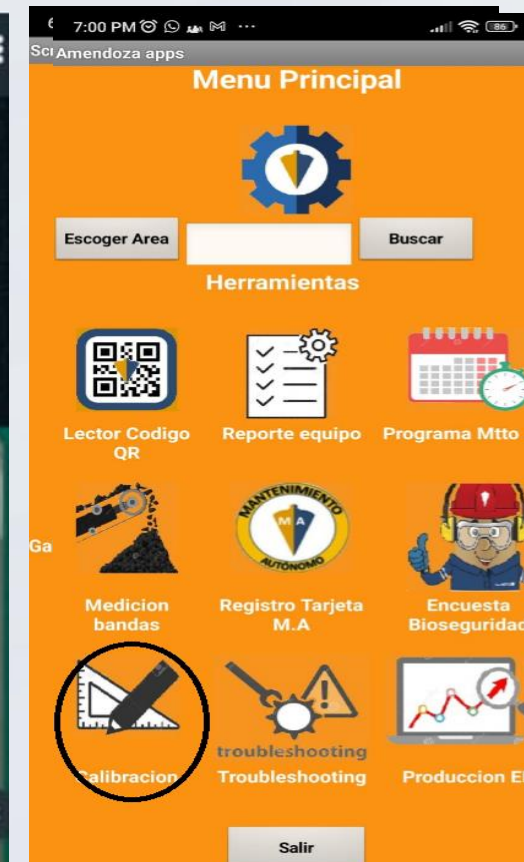 7:00 PM
86
Amendoza apps
Menu Principal
Escoger Area
Buscar
Herramientas
Lector Codigo
QR
Reporte equipo
Programa Mtto
MANTENIMIENTO
M A
AUTÓNOMO
Medicion
bandas
Registro Tarjeta
M.A
Encuesta
Bioseguridad
troubleshooting
Calibracion
Troubleshooting
Produccion
Salir